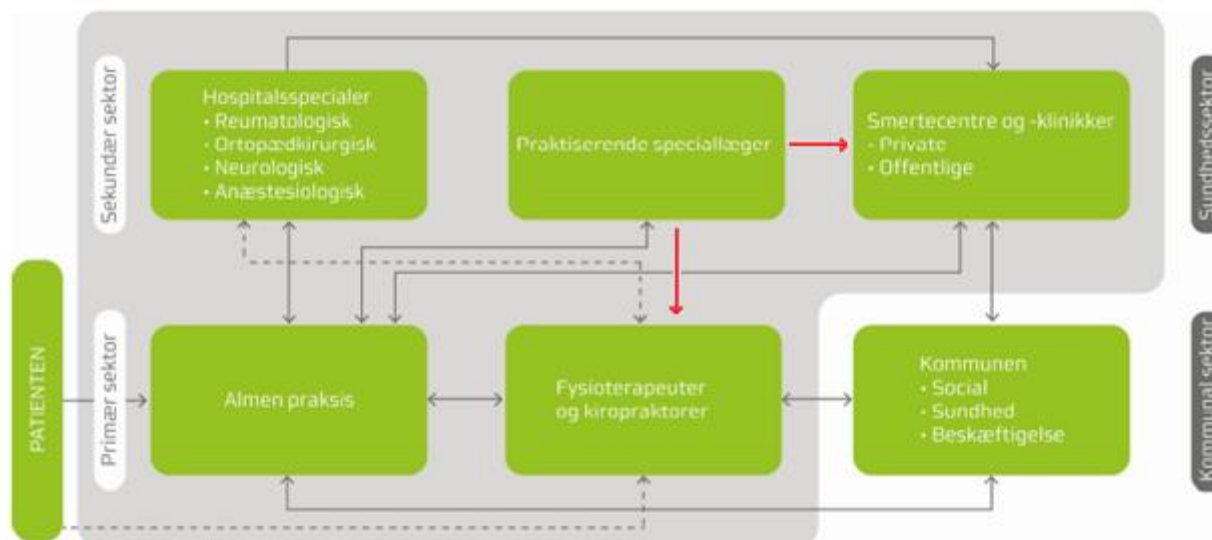 Sekundær sektor
Hospitalsspecialer
• Reumatologisk
• Ortopædkirurgisk
• Neurologisk
• Anæstesiologisk
Praktiserende speciallæger
Smertecentre og -klinikker
• Private
• Offentlige
Sundhedssektor
PATIENTEN
Primær sektor
Almen praksis
Fysioterapeuter
og kiropraktorer
Kommunen
• Social
• Sundhed
• Beskæftigelse
Kommunal sektor